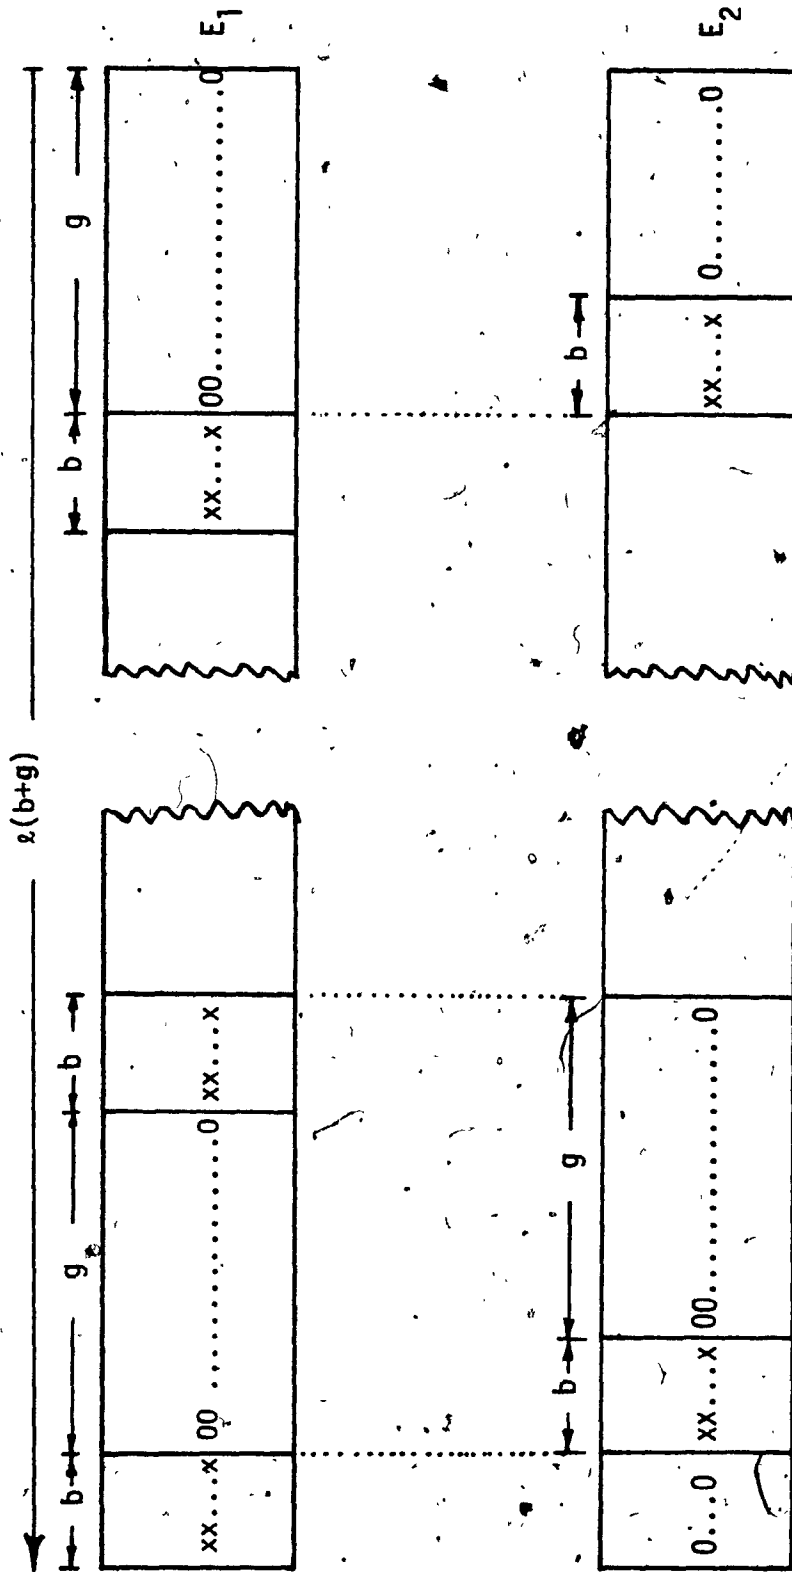 ℓ(b+g)
b g b b g
xx....x 00 ................0 xx...x xx...x 00.................0 E₁
b g b
0...0 xx....x 00.................0 xx...x 0.........0 E₂